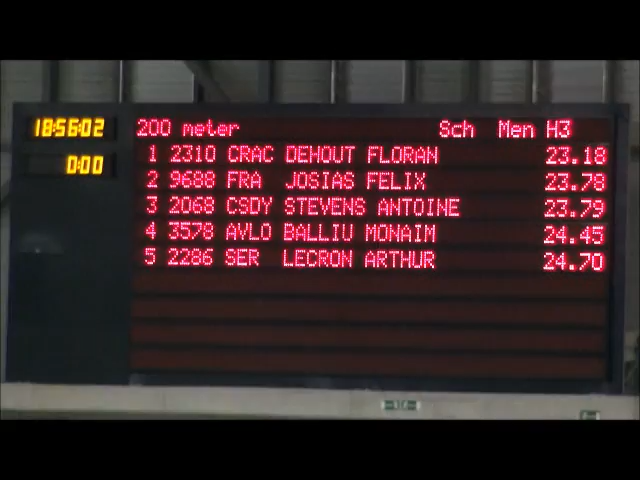 18:56:02
0:00
200 meter Sch Men H3
1 2310 CRAC DEHOUT FLORAN 23.18
2 9688 FRA JOSIAS FELIX 23.78
3 2068 CSDY STEVENS ANTOINE 23.79
4 3578 AVLO BALLIU MONAIM 24.45
5 2286 SER LECRON ARTHUR 24.70